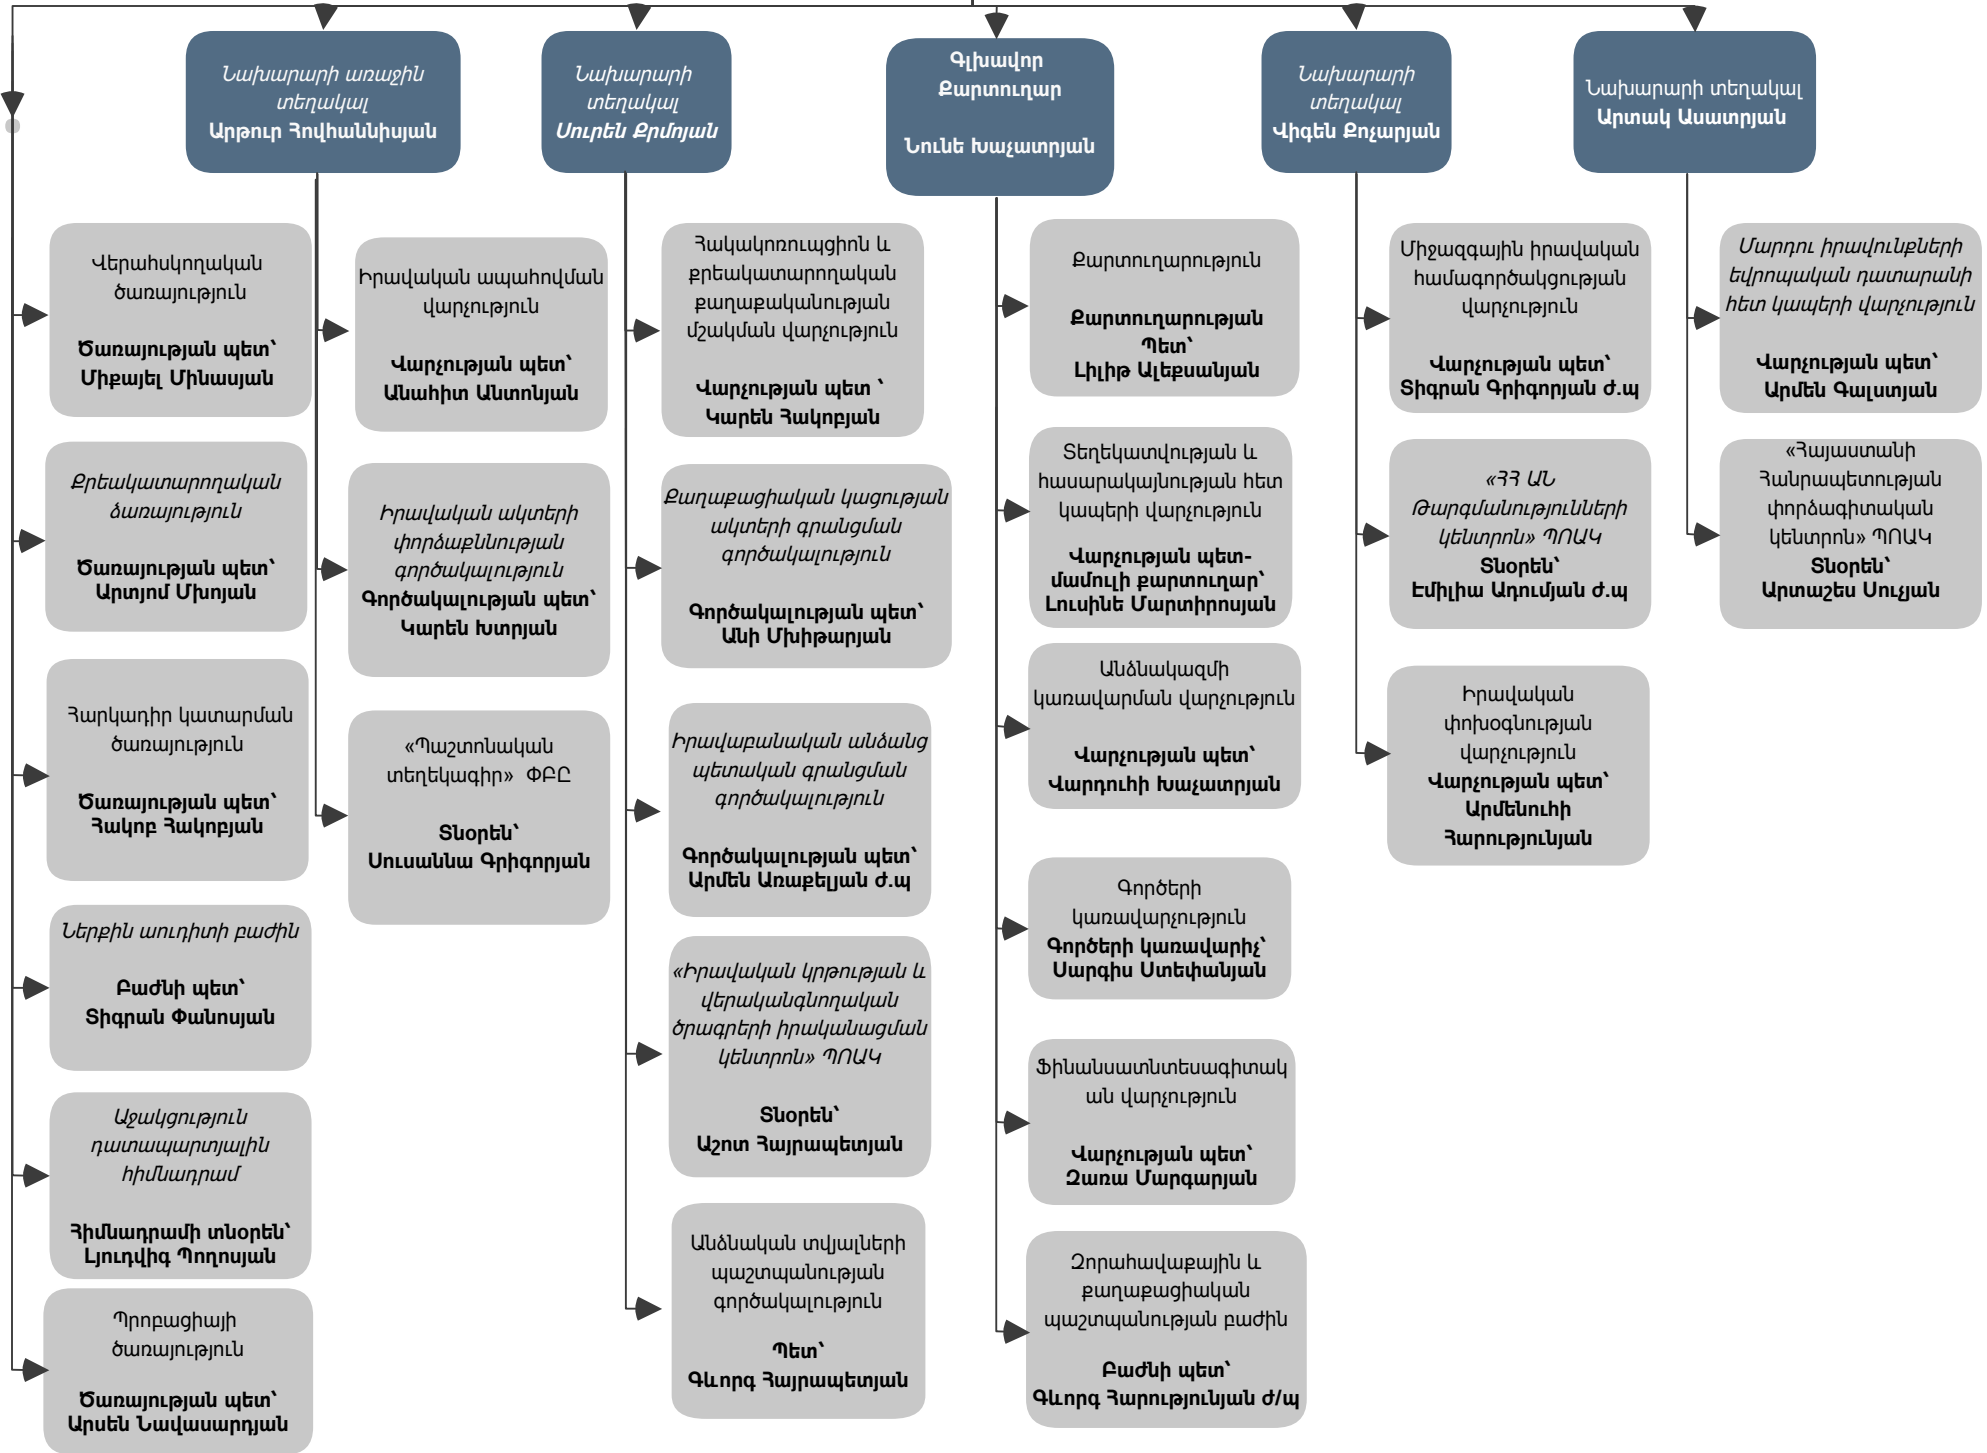 Նախարարի առաջին
տեղակալ
Արթուր Հովհաննիսյան
Նախարարի
տեղակալ
Սուրեն Քրմոյան
Գլխավոր
Քարտուղար
Նունե Խաչատրյան
Նախարարի
տեղակալ
Վիգեն Քոչարյան
Նախարարի տեղակալ
Արտակ Ասատրյան
Վերահսկողական
ծառայություն
Ծառայության պետ՝
Միքայել Մինասյան
Քրեակատարողական
ձառայություն
Ծառայության պետ՝
Արտյոմ Մխոյան
Հարկադիր կատարման
ծառայություն
Ծառայության պետ՝
Հակոբ Հակոբյան
Ներքին աուդիտի բաժին
Բաժնի պետ՝
Տիգրան Փանոսյան
Աջակցություն
դատապարտյալին
հիմնադրամ
Հիմնադրամի տնօրեն՝
Լյուդվիգ Պողոսյան
Պրոբացիայի
ծառայություն
Ծառայության պետ՝
Արսեն Նավասարդյան
Իրավական ապահովման
վարչություն
Վարչության պետ՝
Անահիտ Անտոնյան
Իրավական ակտերի
փորձաքննության
գործակալություն
Գործակալության պետ՝
Կարեն Խտրյան
«Պաշտոնական
տեղեկագիր»  ՓԲԸ
Տնօրեն՝
Սուսաննա Գրիգորյան
Հակակոռուպցիոն և
քրեակատարողական
քաղաքականության
մշակման վարչություն
Վարչության պետ ՝
Կարեն Հակոբյան
Քաղաքացիական կացության
ակտերի գրանցման
գործակալություն
Գործակալության պետ՝
Անի Մխիթարյան
Իրավաբանական անձանց
պետական գրանցման
գործակալություն
Գործակալության պետ՝
Արմեն Առաքելյան ժ.պ
«Իրավական կրթության և
վերականգնողական
ծրագրերի իրականացման
կենտրոն» ՊՈԱԿ
Տնօրեն՝
Աշոտ Հայրապետյան
Անձնական տվյալների
պաշտպանության
գործակալություն
Պետ՝
Գևորգ Հայրապետյան
Քարտուղարություն
Քարտուղարության
Պետ՝
Լիլիթ Ալեքսանյան
Տեղեկատվության և
հասարակայնության հետ
կապերի վարչություն
Վարչության պետ-
մամուլի քարտուղար՝
Լուսինե Մարտիրոսյան
Անձնակազմի
կառավարման վարչություն
Վարչության պետ՝
Վարդուհի Խաչատրյան
Գործերի
կառավարչություն
Գործերի կառավարիչ՝
Սարգիս Ստեփանյան
Ֆինանսատնտեսագիտակ
ան վարչություն
Վարչության պետ՝
Զառա Մարգարյան
Զորահավաքային և
քաղաքացիական
պաշտպանության բաժին
Բաժնի պետ՝
Գևորգ Հարությունյան ժ/պ
Միջազգային իրավական
համագործակցության
վարչություն
Վարչության պետ՝
Տիգրան Գրիգորյան ժ.պ
«ՀՀ ԱՆ
Թարգմանությունների
կենտրոն» ՊՈԱԿ
Տնօրեն՝
Էմիլիա Ադումյան ժ.պ
Իրավական
փոխօգնության
վարչություն
Վարչության պետ՝
Արմենուհի
Հարությունյան
Մարդու իրավունքների
եվրոպական դատարանի
հետ կապերի վարչություն
Վարչության պետ՝
Արմեն Գալստյան
«Հայաստանի
Հանրապետության
փորձագիտական
կենտրոն» ՊՈԱԿ
Տնօրեն՝
Արտաշես Սուչյան